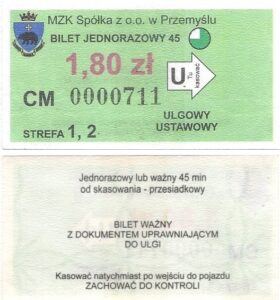 MZK Spółka z o.o. w Przemyślu
BILET JEDNORAZOWY 45
1,80 zł
U.
Tu
kasować
CM 0000711
ULGOWY
USTAWOWY
STREFA 1, 2
Jednorazowy lub ważny 45 min
od skasowania - przesiadkowy
BILET WAŻNY
Z DOKUMENTEM UPRAWNIAJĄCYM
DO ULGI
Kasować natychmiast po wejściu do pojazdu
ZACHOWAĆ DO KONTROLI